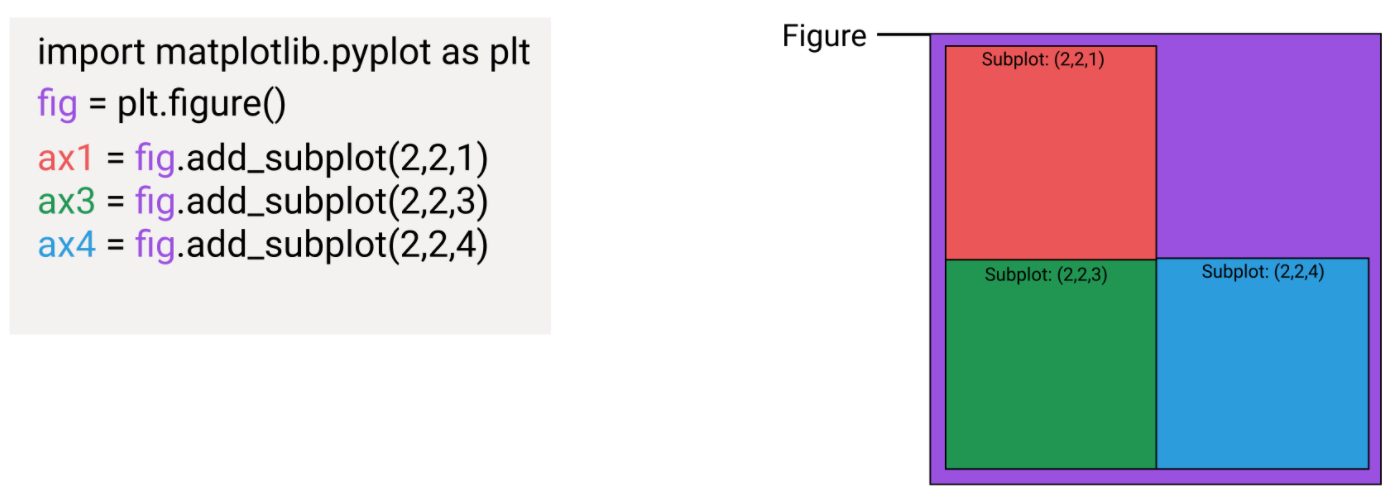 import matplotlib.pyplot as plt
fig = plt.figure()
ax1 = fig.add_subplot(2,2,1)
ax3 = fig.add_subplot(2,2,3)
ax4 = fig.add_subplot(2,2,4)
Figure
Subplot: (2,2,1)
Subplot: (2,2,3)
Subplot: (2,2,4)